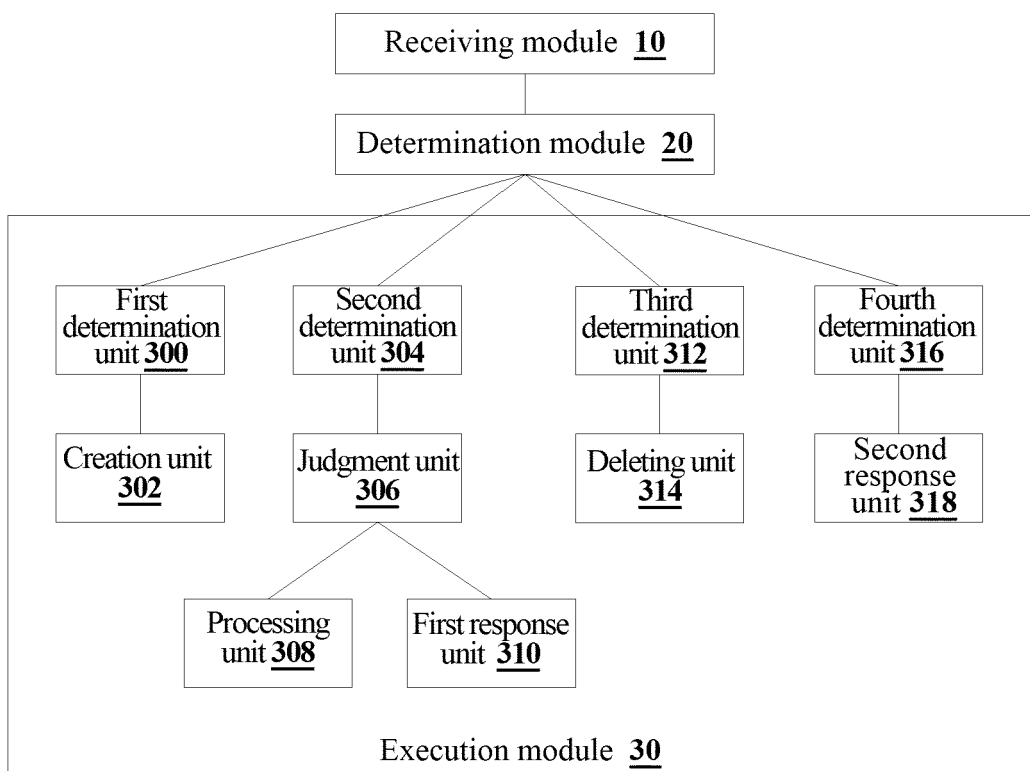 Receiving module 10
Determination module 20
First
determination
unit 300
Second
determination
unit 304
Third
determination
unit 312
Fourth
determination
unit 316
Creation unit
302
Judgment unit
306
Deleting unit
314
Second
response
unit 318
Processing
unit 308
First response
unit 310
Execution module 30